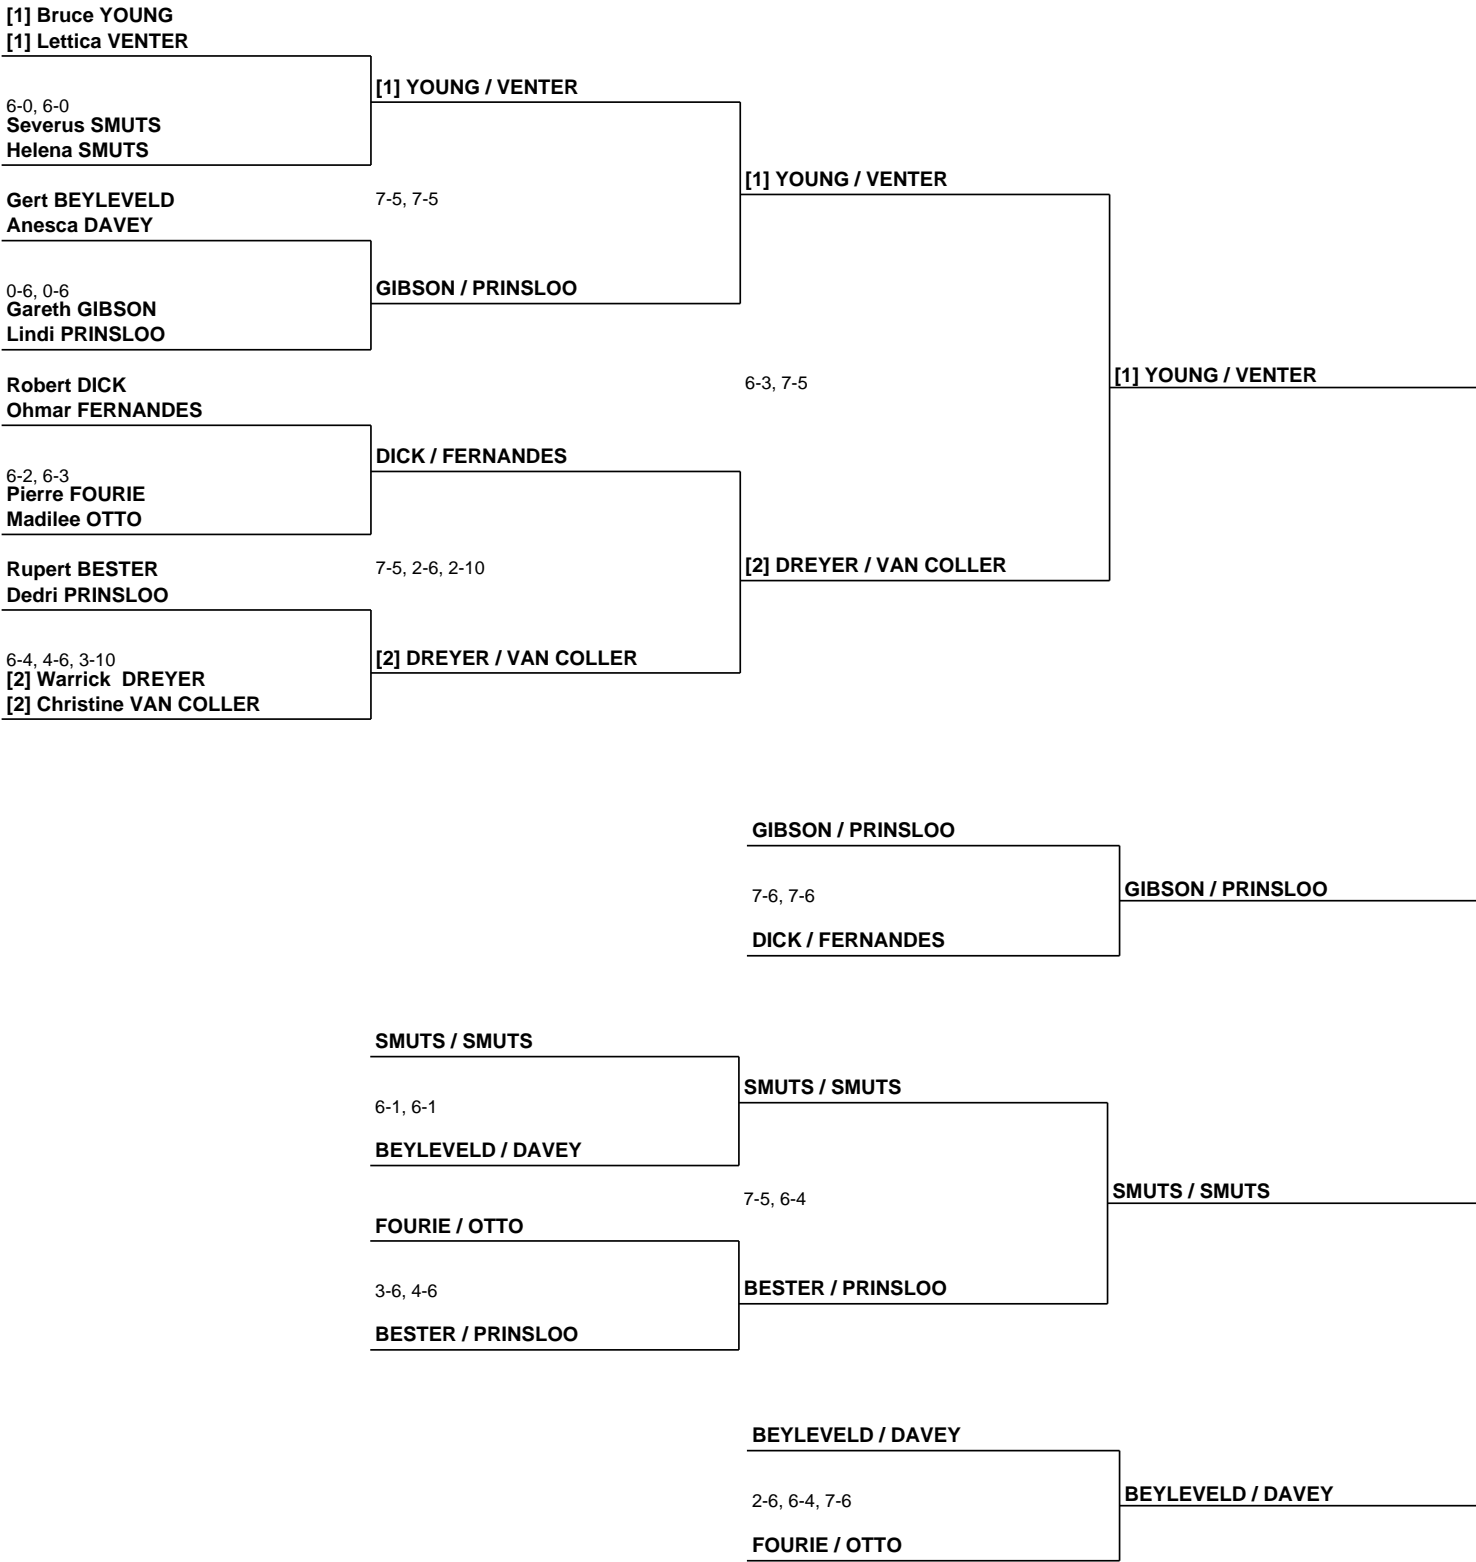 [1] Bruce YOUNG
[1] Lettica VENTER
[1] YOUNG / VENTER
6-0, 6-0
Severus SMUTS
Helena SMUTS
[1] YOUNG / VENTER
Gert BEYLEVELD
7-5, 7-5
Anesca DAVEY
0-6, 0-6
GIBSON / PRINSLOO
Gareth GIBSON
Lindi PRINSLOO
Robert DICK
6-3, 7-5
[1] YOUNG / VENTER
Ohmar FERNANDES
DICK / FERNANDES
6-2, 6-3
Pierre FOURIE
Madilee OTTO
Rupert BESTER
7-5, 2-6, 2-10
[2] DREYER / VAN COLLER
Dedri PRINSLOO
6-4, 4-6, 3-10
[2] DREYER / VAN COLLER
[2] Warrick  DREYER
[2] Christine VAN COLLER
GIBSON / PRINSLOO
7-6, 7-6
GIBSON / PRINSLOO
DICK / FERNANDES
SMUTS / SMUTS
SMUTS / SMUTS
6-1, 6-1
BEYLEVELD / DAVEY
7-5, 6-4
SMUTS / SMUTS
FOURIE / OTTO
3-6, 4-6
BESTER / PRINSLOO
BESTER / PRINSLOO
BEYLEVELD / DAVEY
2-6, 6-4, 7-6
BEYLEVELD / DAVEY
FOURIE / OTTO